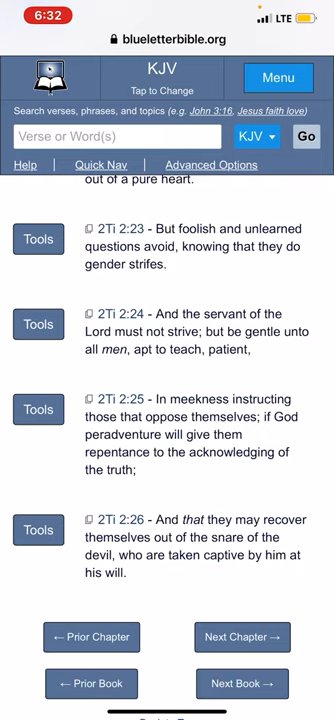 6:32
LTE
blueletterbible.org
KJV
Tap to Change
Menu
Search verses, phrases, and topics (e.g. John 3:16, Jesus faith love)
Verse or Word(s)
KJV
Go
Help | Quick Nav | Advanced Options
out of a pure heart.
Tools
2Ti 2:23 - But foolish and unlearned
questions avoid, knowing that they do
gender strifes.
Tools
2Ti 2:24 - And the servant of the
Lord must not strive; but be gentle unto
all men, apt to teach, patient,
Tools
2Ti 2:25 - In meekness instructing
those that oppose themselves; if God
peradventure will give them
repentance to the acknowledging of
the truth;
Tools
2Ti 2:26 - And that they may recover
themselves out of the snare of the
devil, who are taken captive by him at
his will.
← Prior Chapter
Next Chapter →
← Prior Book
Next Book →